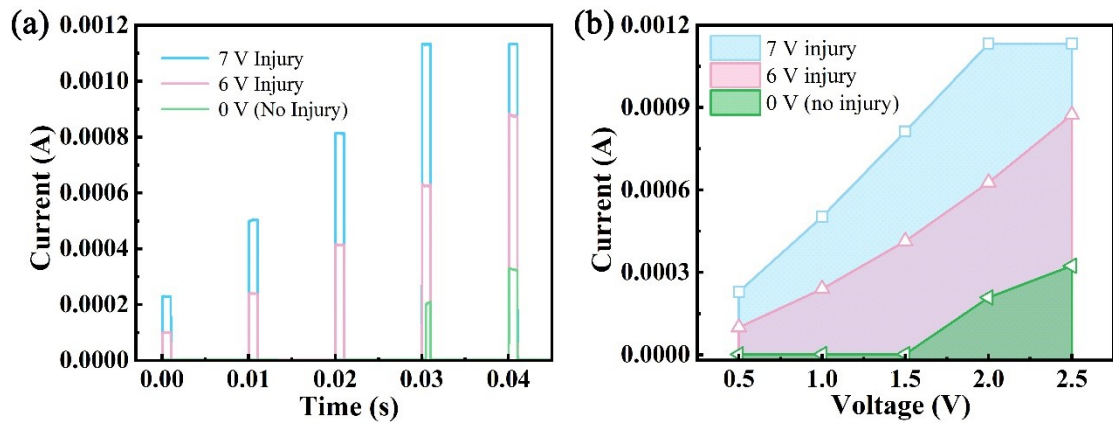 (a)
0.0012
0.0010
0.0008
0.0006
0.0004
0.0002
0.0000
Current (A)
7 V Injury
6 V Injury
0 V (No Injury)
0.00 0.01 0.02 0.03 0.04
Time (s)
(b)
0.0012
0.0009
0.0006
0.0003
0.0000
Current (A)
7 V injury
6 V injury
0 V (no injury)
0.5 1.0 1.5 2.0 2.5
Voltage (V)